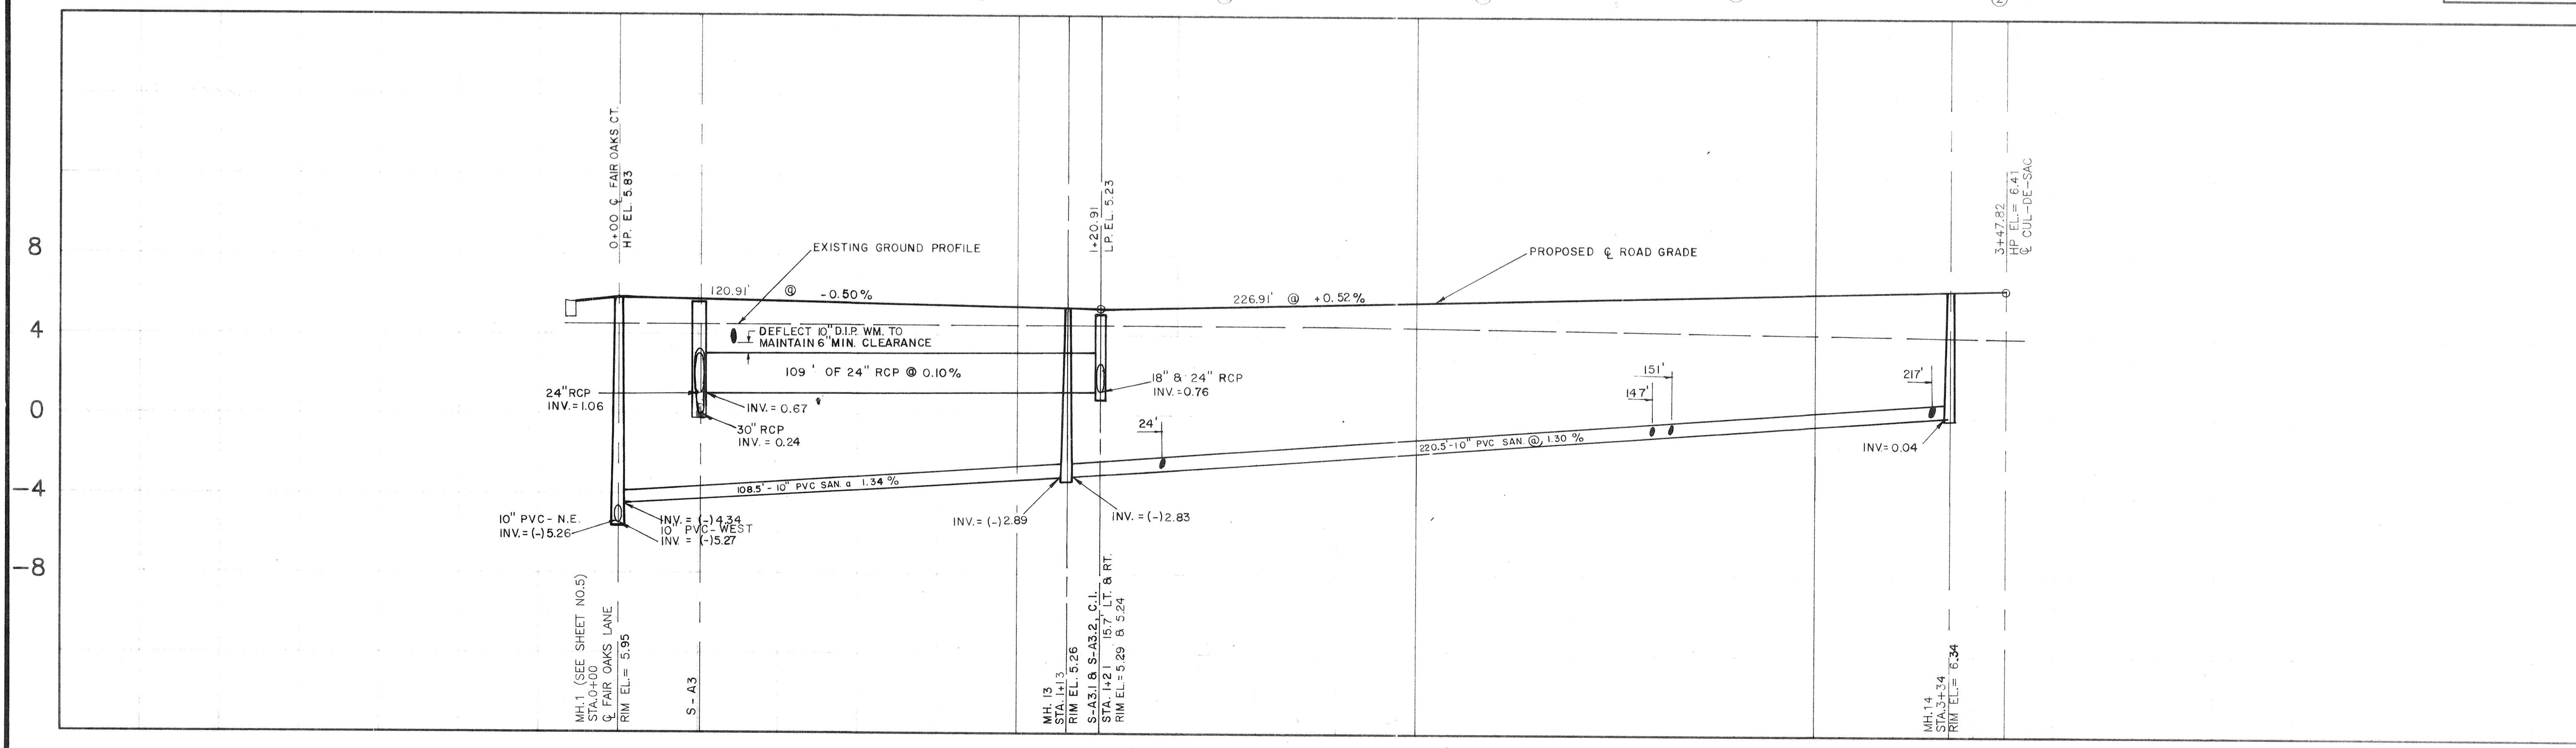 ②
8
4
0
−4
−8
0+00 ℄ FAIR OAKS CT.
HP. EL. 5.83
1+20.91
LP. EL. 5.23
3+47.82
HP EL.= 6.41
℄ CUL-DE-SAC
EXISTING GROUND PROFILE
PROPOSED ℄ ROAD GRADE
120.91' @ -0.50%
226.91' @ +0.52%
DEFLECT 10" D.I.P. WM. TO
MAINTAIN 6" MIN. CLEARANCE
109 ' OF 24" RCP @ 0.10%
24" RCP
INV. = 1.06
INV. = 0.67
30" RCP
INV. = 0.24
18" & 24" RCP
INV. = 0.76
24'
147'
151'
217'
108.5' - 10" PVC SAN. a 1.34 %
220.5'-10" PVC SAN. @ 1.30 %
INV.= 0.04
10" PVC - N.E.
INV. = (-) 5.26
INV. = (-) 4.34
10" PVC-WEST
INV. = (-)5.27
INV. = (-) 2.89
INV. = (-) 2.83
MH.1 (SEE SHEET NO.5)
STA.0+00
℄ FAIR OAKS LANE
RIM EL.= 5.95
S - A3
MH. 13
STA. 1+13
RIM EL. 5.26
S-A3.1 & S-A3.2, C.I.
STA. 1+21 15.7' LT. & RT.
RIM EL.= 5.29 & 5.24
MH.14
STA.3+34
RIM EL.= 6.34